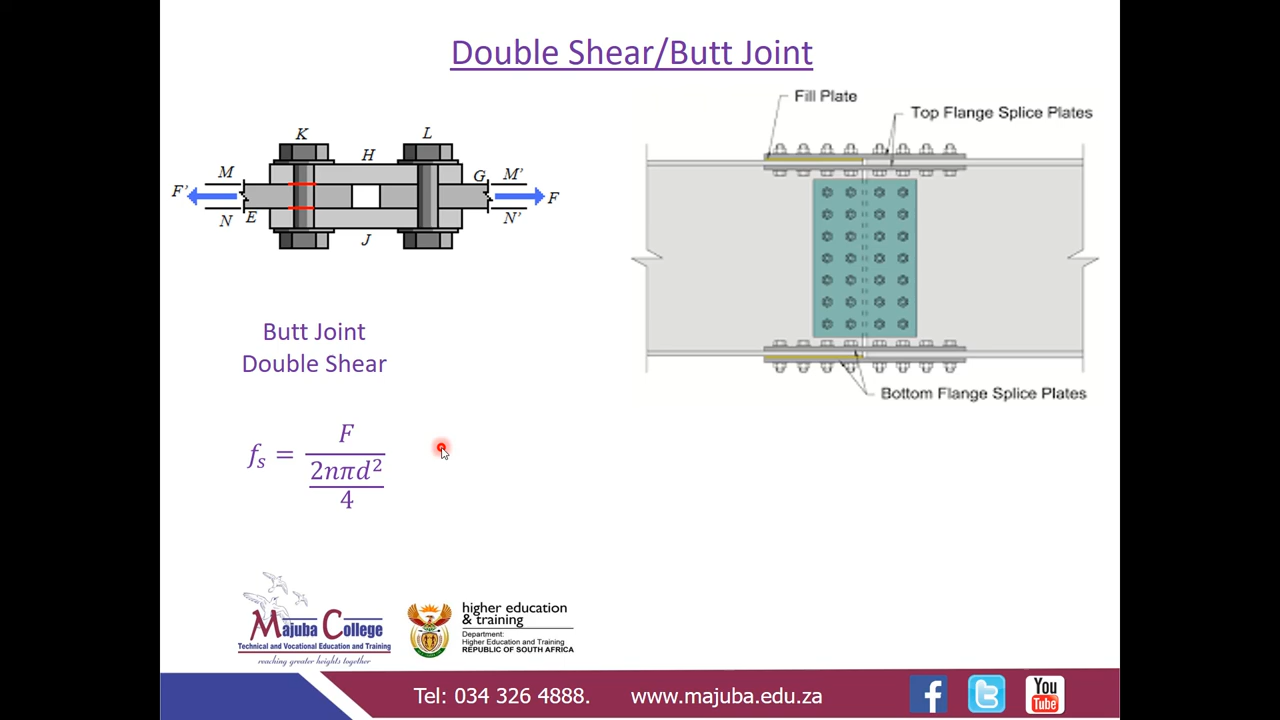 Double Shear/Butt Joint
Fill Plate
Top Flange Splice Plates
K
L
H
M
G
M'
F'
F
N
E
N'
J
Butt Joint
Double Shear
Bottom Flange Splice Plates
fₛ = F / (2nπd² / 4)
Majuba College
Technical and Vocational Education and Training
reaching greater heights together
higher education
& training
Department:
Higher Education and Training
REPUBLIC OF SOUTH AFRICA
Tel: 034 326 4888. www.majuba.edu.za
You
Tube